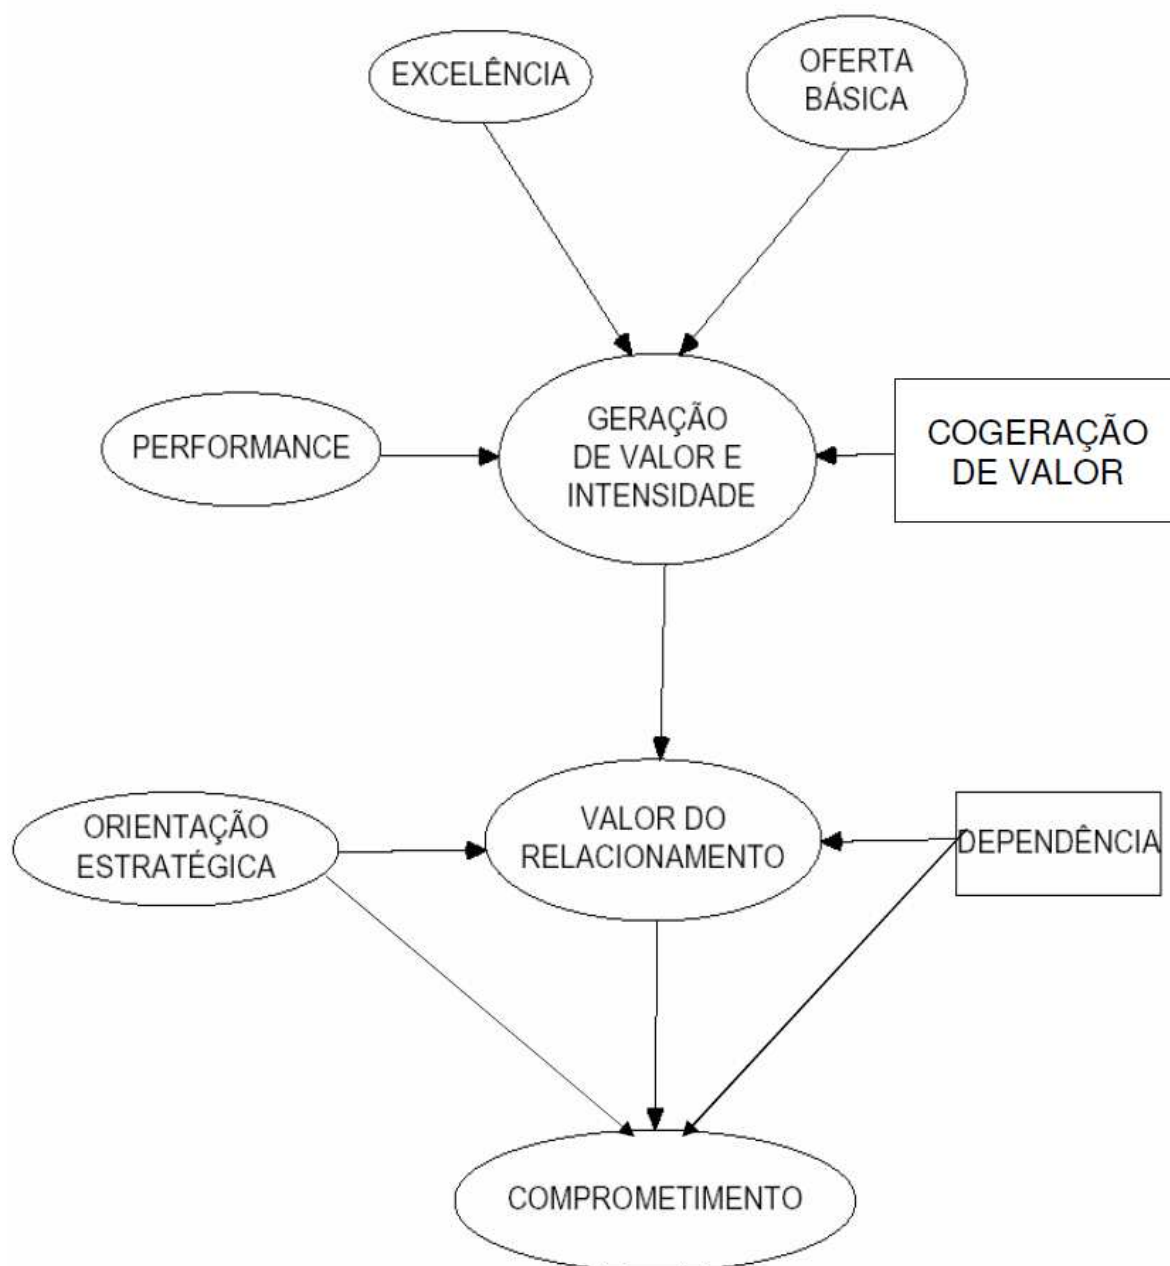 EXCELÊNCIA
OFERTA
BÁSICA
PERFORMANCE
GERAÇÃO
DE VALOR E
INTENSIDADE
COGERAÇÃO
DE VALOR
ORIENTAÇÃO
ESTRATÉGICA
VALOR DO
RELACIONAMENTO
DEPENDÊNCIA
COMPROMETIMENTO